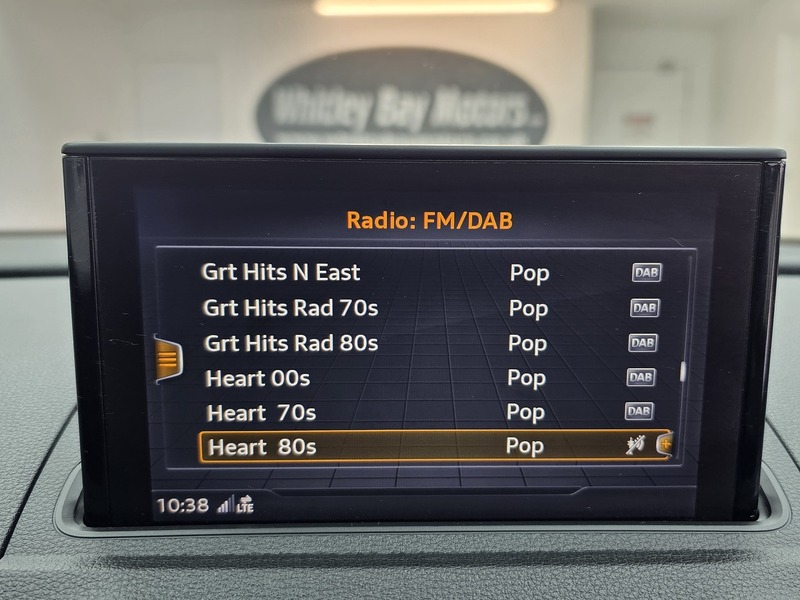 Whitley Bay Motors
Radio: FM/DAB
Grt Hits N East Pop DAB
Grt Hits Rad 70s Pop DAB
Grt Hits Rad 80s Pop DAB
Heart 00s Pop DAB
Heart 70s Pop DAB
Heart 80s Pop
10:38 LTE